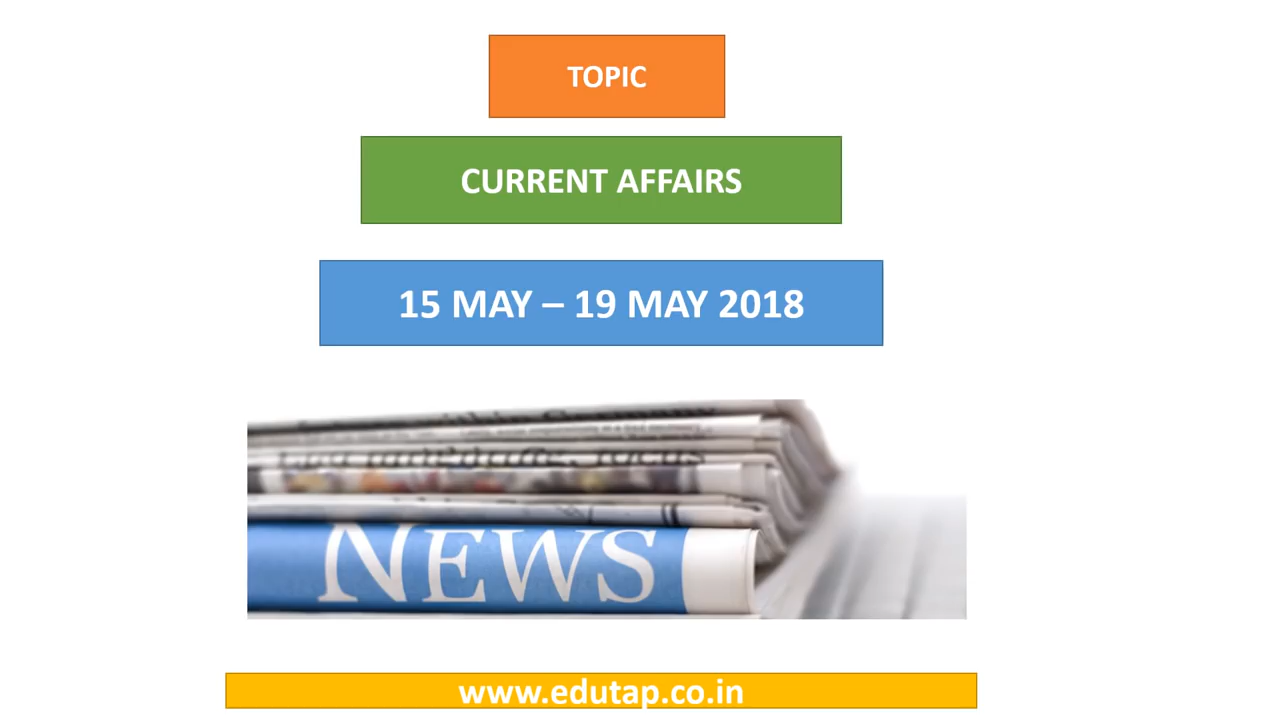 TOPIC
CURRENT AFFAIRS
15 MAY – 19 MAY 2018
NEWS
www.edutap.co.in